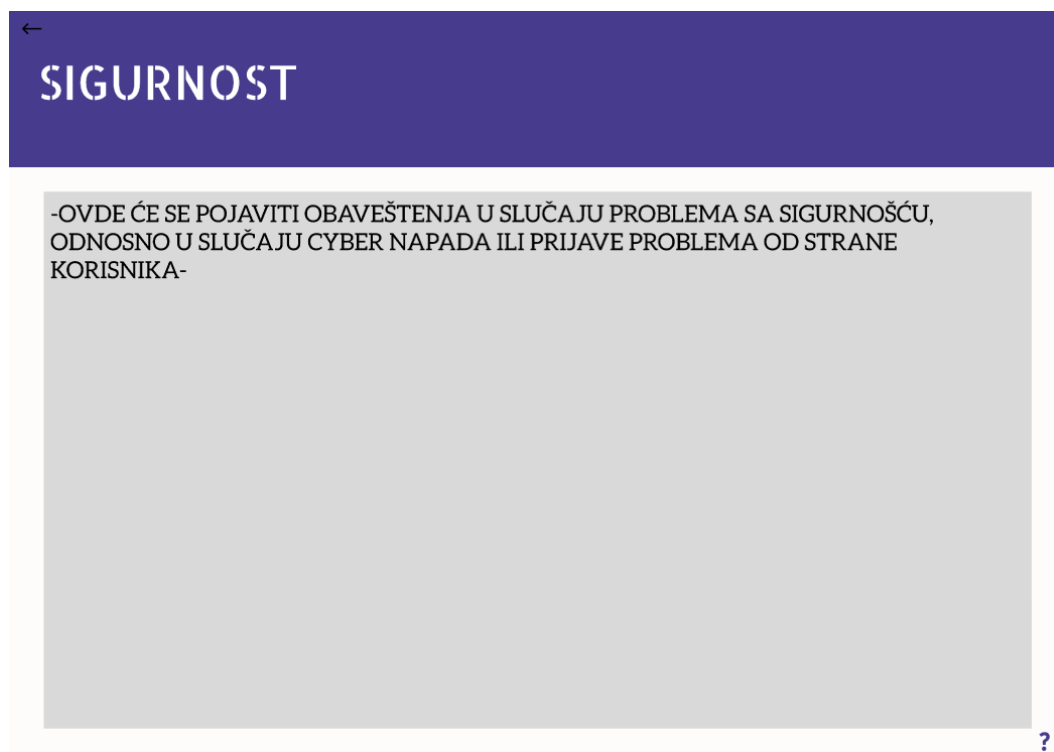 ←
SIGURNOST
-OVDE ĆE SE POJAVITI OBAVEŠTENJA U SLUČAJU PROBLEMA SA SIGURNOŠĆU,
ODNOSNO U SLUČAJU CYBER NAPADA ILI PRIJAVE PROBLEMA OD STRANE
KORISNIKA-
?